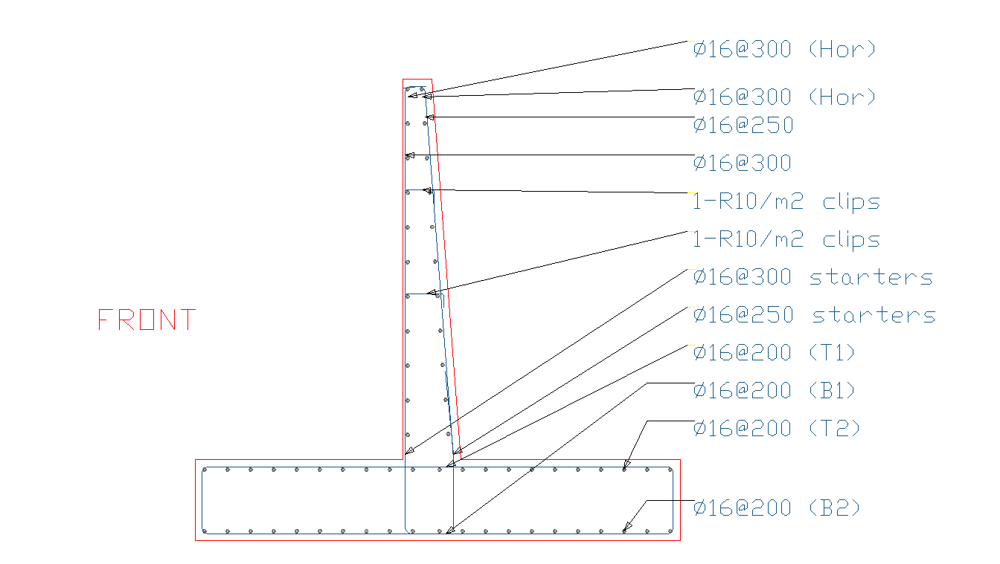 Ø16@300 (Hor)
Ø16@300 (Hor)
Ø16@250
Ø16@300
1-R10/m2 clips
1-R10/m2 clips
Ø16@300 starters
FRONT
Ø16@250 starters
Ø16@200 (T1)
Ø16@200 (B1)
Ø16@200 (T2)
Ø16@200 (B2)